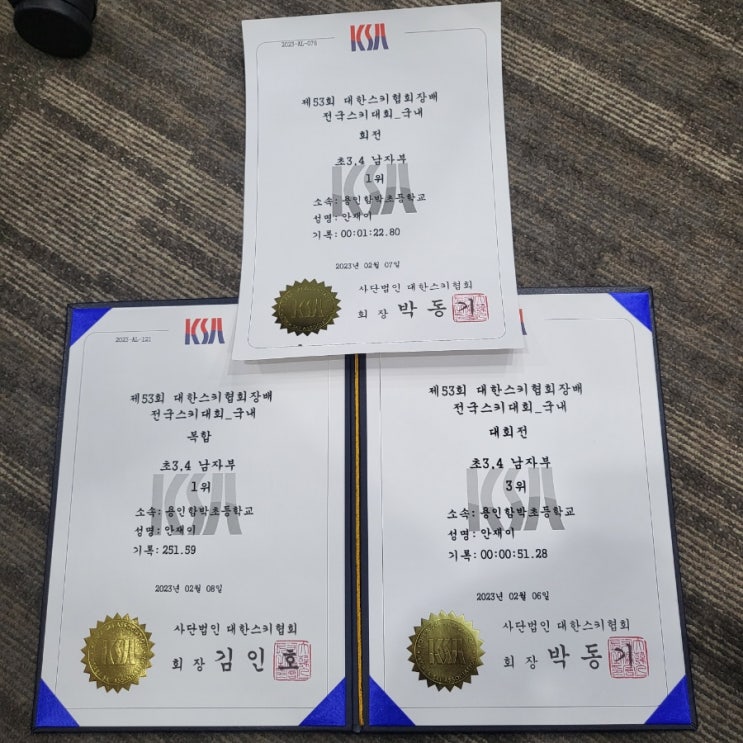 2023-AL-076
KSA
제53회 대한스키협회장배
전국스키대회_국내
회전
초3,4 남자부
1위
소속: 용인함박초등학교
성명: 안재이
기록: 00:01:22.80
2023년 02월 07일
사단법인 대한스키협회
회 장 박 동 기
2023-AL-121
KSA
제53회 대한스키협회장배
전국스키대회_국내
복합
초3,4 남자부
1위
소속: 용인함박초등학교
성명: 안재이
기록: 251.59
2023년 02월 08일
사단법인 대한스키협회
회 장 김 인 호
KSA
제53회 대한스키협회장배
전국스키대회_국내
대회전
초3,4 남자부
3위
소속: 용인함박초등학교
성명: 안재이
기록: 00:00:51.28
2023년 02월 06일
사단법인 대한스키협회
회 장 박 동 기
KSA